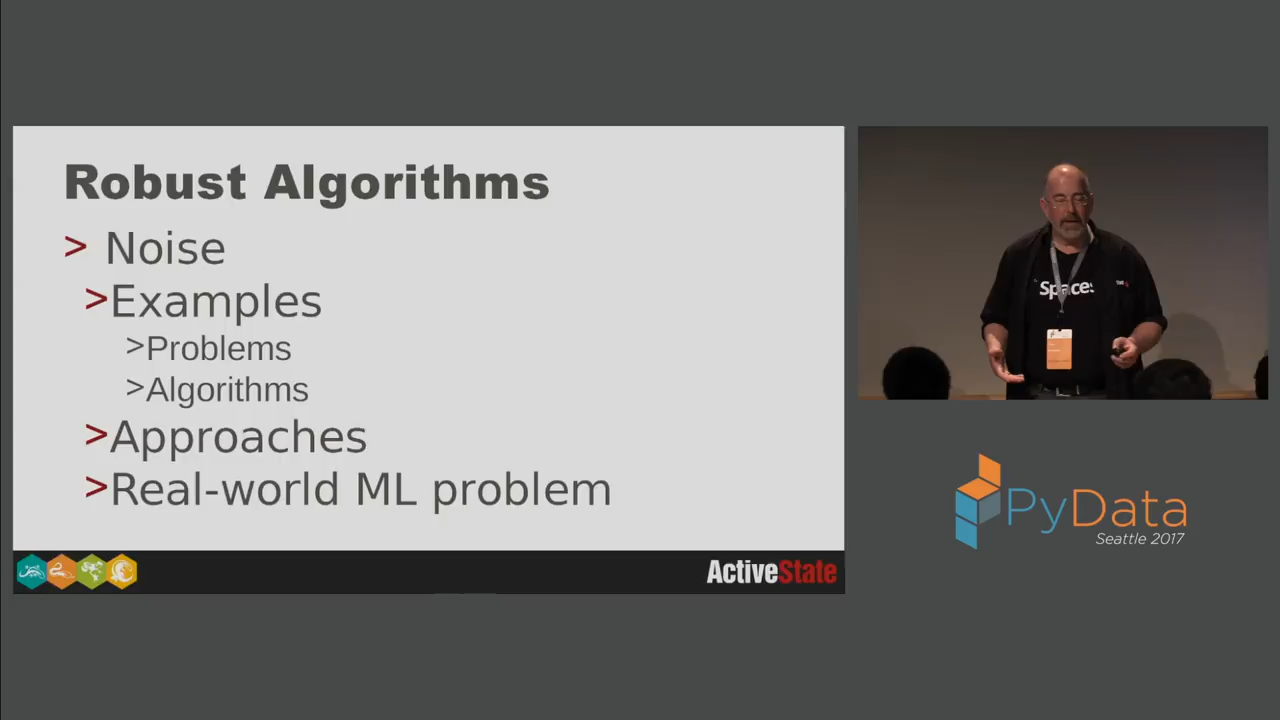 Robust Algorithms
> Noise
>Examples
>Problems
>Algorithms
>Approaches
>Real-world ML problem
ActiveState
Spaces
PyData
Seattle 2017